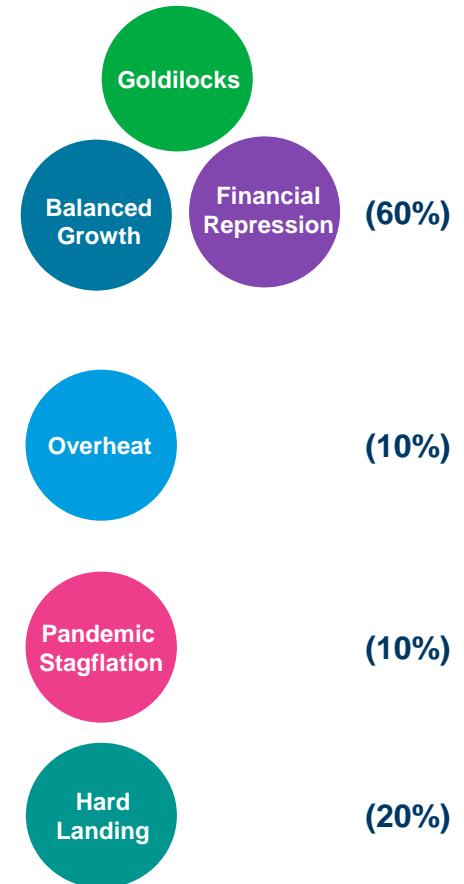 Goldilocks
Balanced
Growth
Financial
Repression
(60%)
Overheat
(10%)
Pandemic
Stagflation
(10%)
Hard
Landing
(20%)